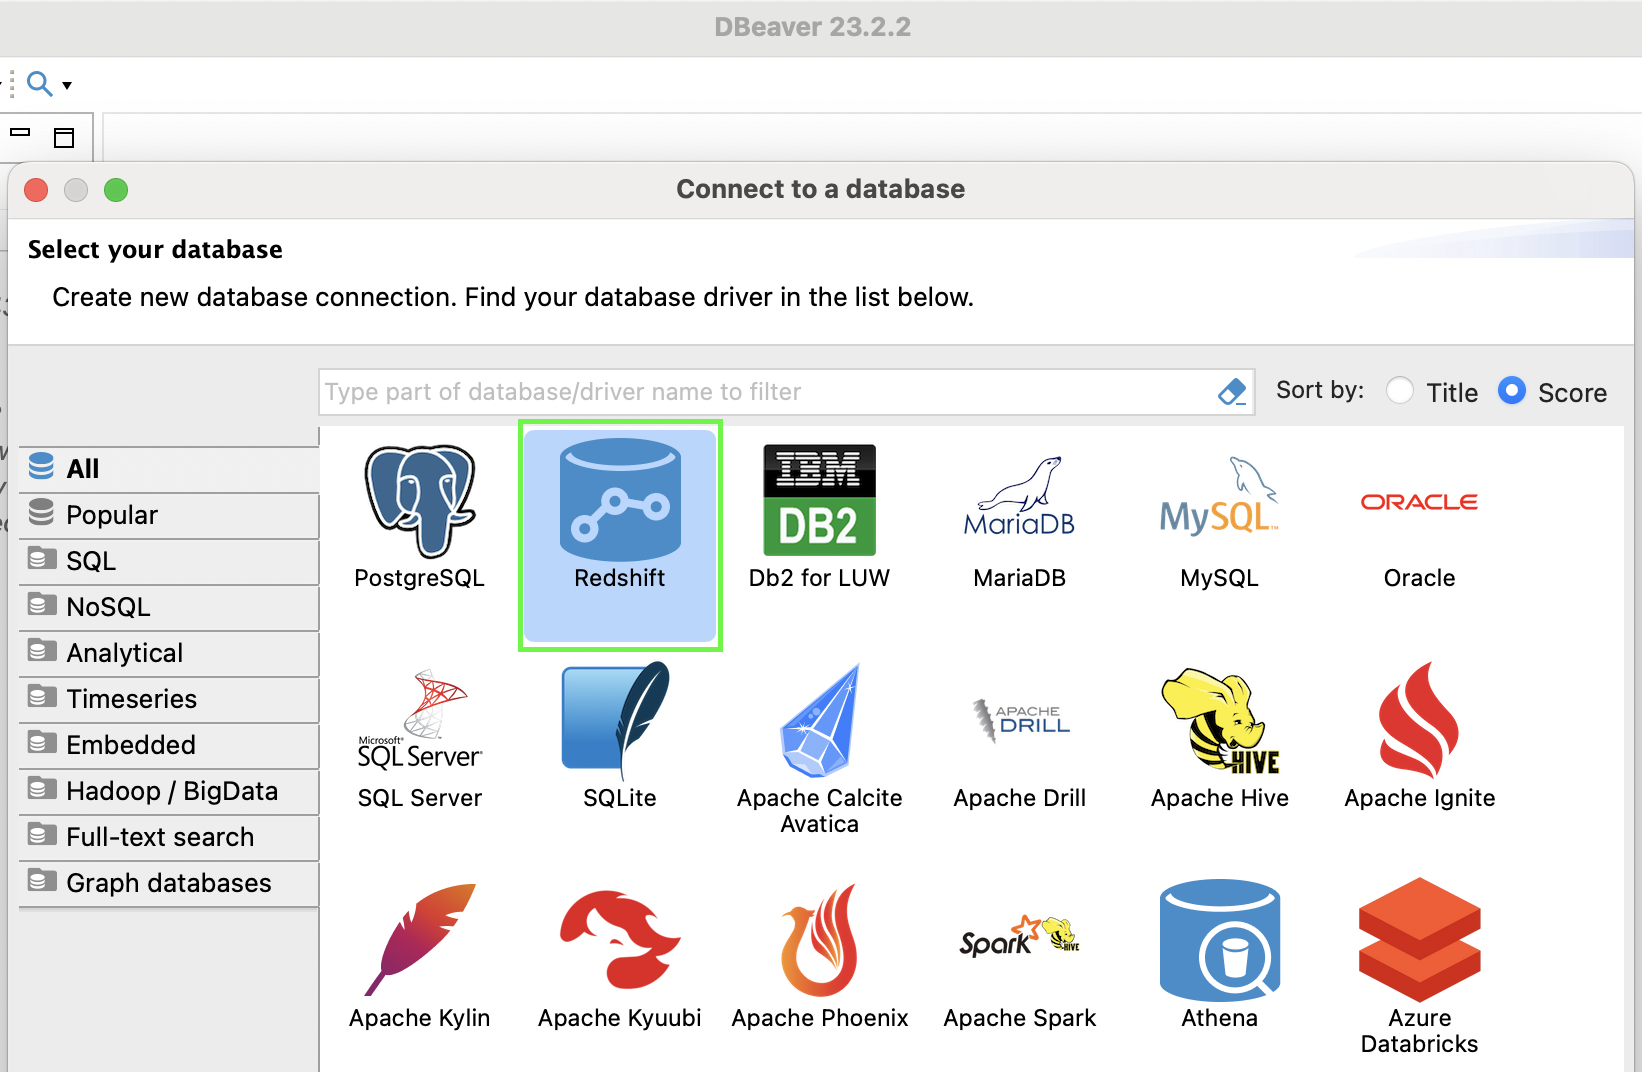 DBeaver 23.2.2
Connect to a database
Select your database
Create new database connection. Find your database driver in the list below.
Type part of database/driver name to filter
Sort by: Title Score
All
Popular
SQL
NoSQL
Analytical
Timeseries
Embedded
Hadoop / BigData
Full-text search
Graph databases
IBM
DB2
MariaDB
MySQL™
ORACLE
PostgreSQL
Redshift
Db2 for LUW
MariaDB
MySQL
Oracle
Microsoft®
SQL Server
APACHE
DRILL
HIVE
SQL Server
SQLite
Apache Calcite
Avatica
Apache Drill
Apache Hive
Apache Ignite
Spark
HIVE
Apache Kylin
Apache Kyuubi
Apache Phoenix
Apache Spark
Athena
Azure
Databricks